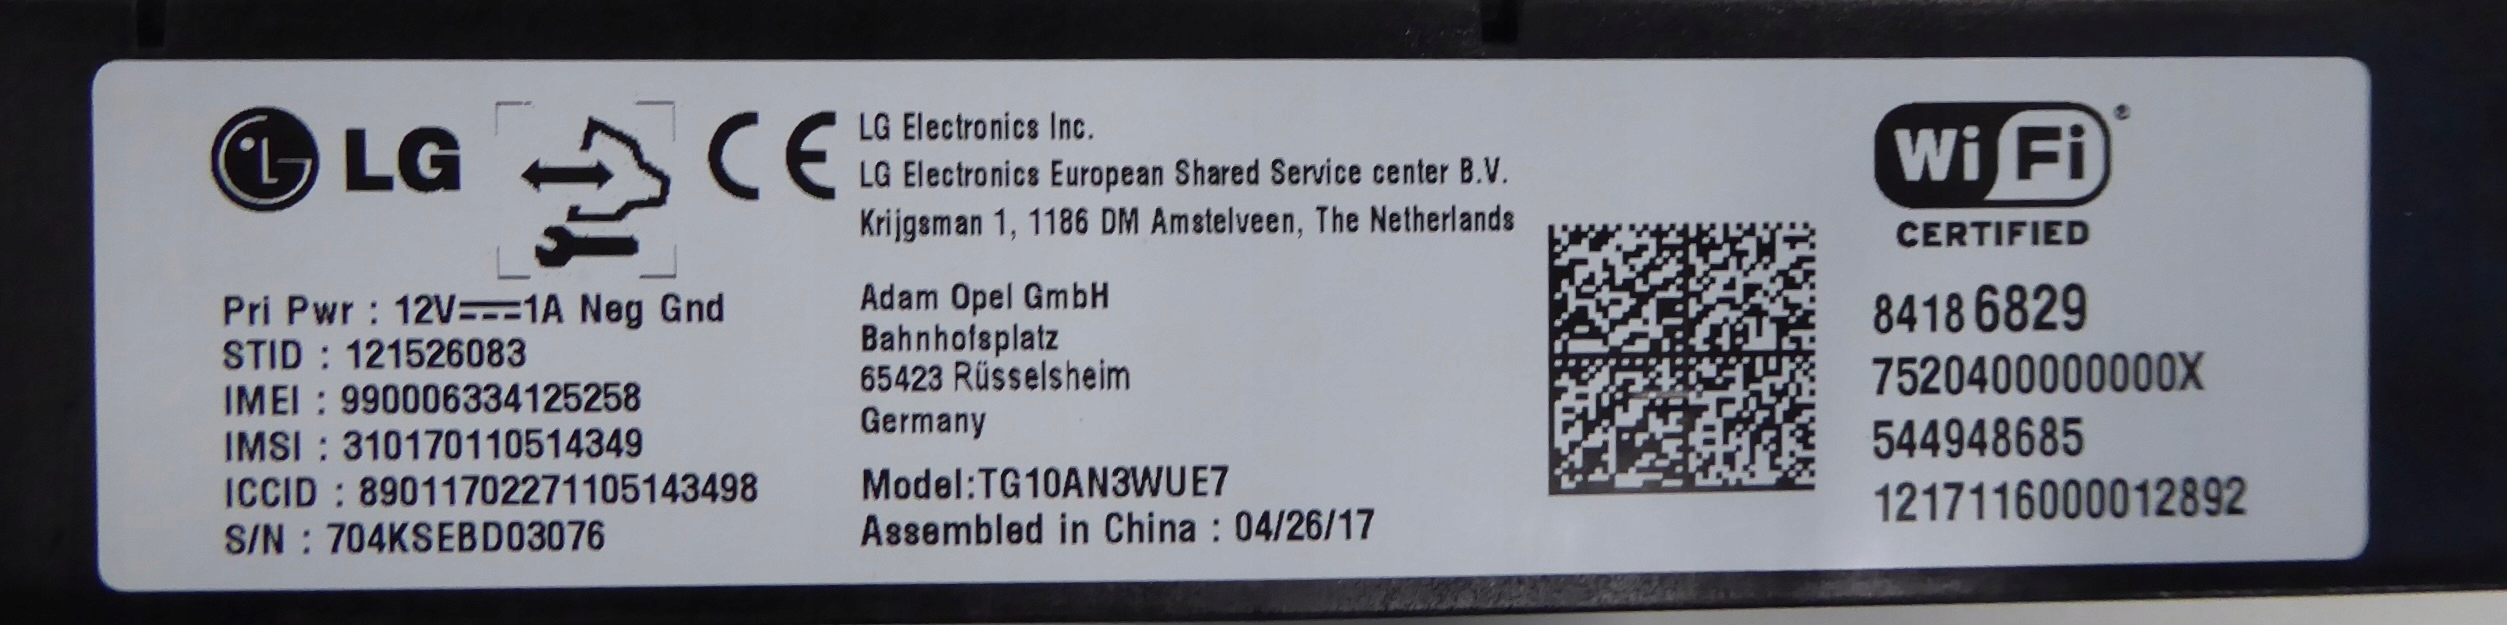 LG
CE
Pri Pwr : 12V⎓1A Neg Gnd
STID : 121526083
IMEI : 990006334125258
IMSI : 310170110514349
ICCID : 89011702271105143498
S/N : 704KSEBD03076
LG Electronics Inc.
LG Electronics European Shared Service center B.V.
Krijgsman 1, 1186 DM Amstelveen, The Netherlands
Adam Opel GmbH
Bahnhofsplatz
65423 Rüsselsheim
Germany
Model:TG10AN3WUE7
Assembled in China : 04/26/17
Wi Fi ®
CERTIFIED
8418 6829
7520400000000X
544948685
1217116000012892